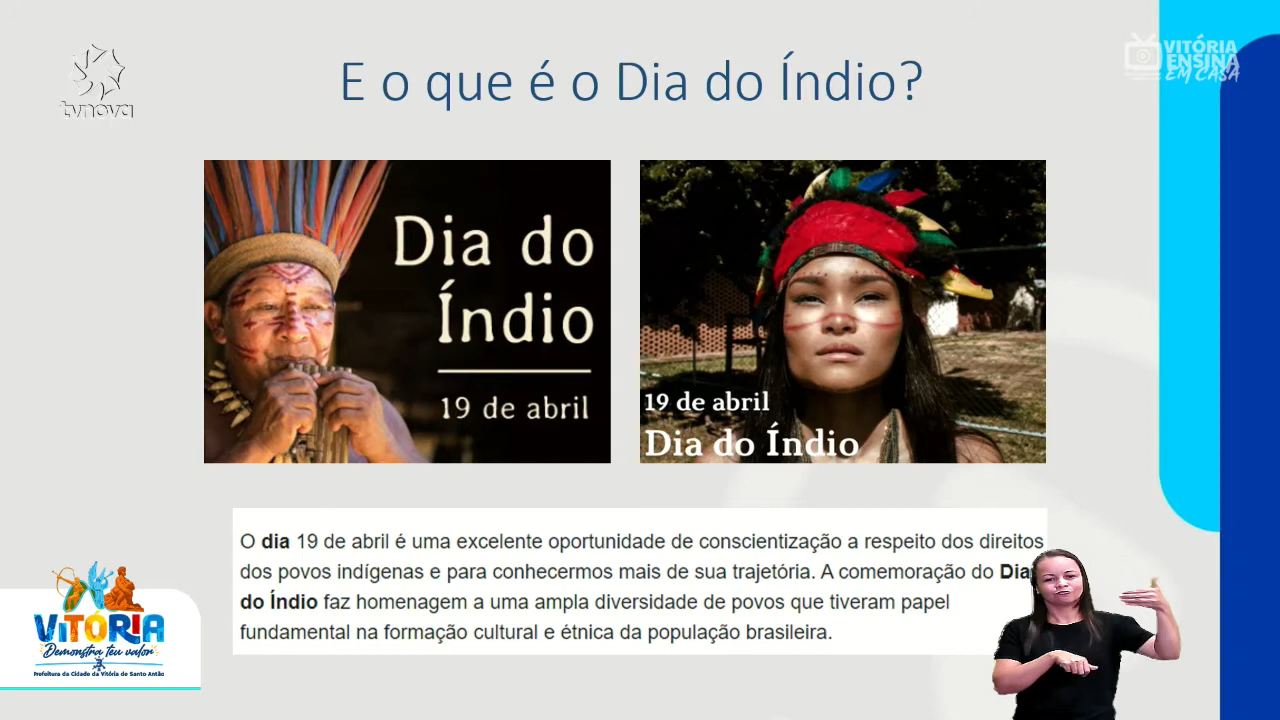 tvnova
E o que é o Dia do Índio?
VITÓRIA
ENSINA
EM CASA
Dia do
Índio
19 de abril
19 de abril
Dia do Índio
O dia 19 de abril é uma excelente oportunidade de conscientização a respeito dos direitos
dos povos indígenas e para conhecermos mais de sua trajetória. A comemoração do Dia
do Índio faz homenagem a uma ampla diversidade de povos que tiveram papel
fundamental na formação cultural e étnica da população brasileira.
VITÓRIA
Demonstra teu valor
Prefeitura da Cidade da Vitória de Santo Antão